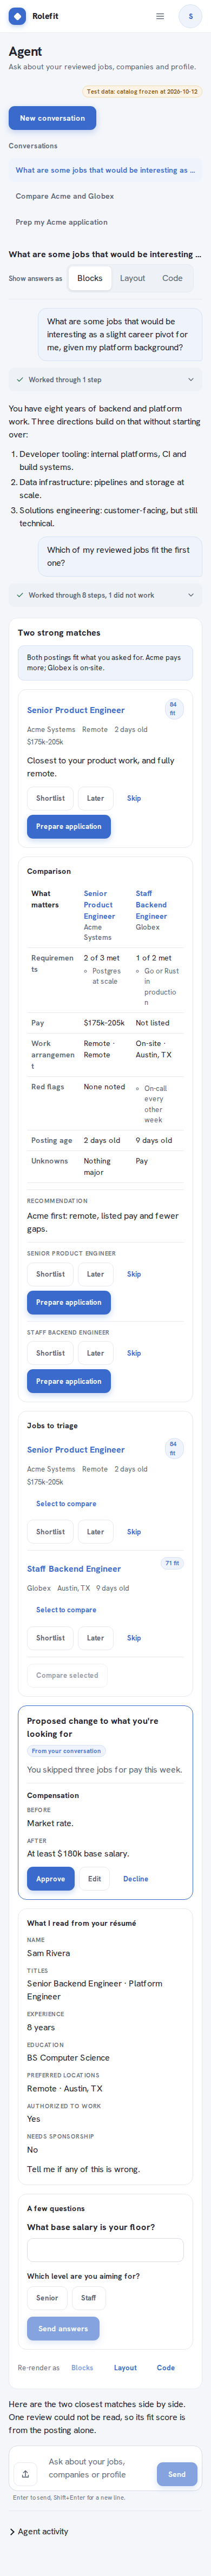 Rolefit
S
Agent
Ask about your reviewed jobs, companies and profile.
Test data: catalog frozen at 2026-10-12
New conversation
Conversations
What are some jobs that would be interesting as ...
Compare Acme and Globex
Prep my Acme application
What are some jobs that would be interesting ...
Show answers as
Blocks
Layout
Code
What are some jobs that would be
interesting as a slight career pivot for
me, given my platform background?
Worked through 1 step
You have eight years of backend and platform
work. Three directions build on that without starting
over:
1. Developer tooling: internal platforms, CI and
build systems.
2. Data infrastructure: pipelines and storage at
scale.
3. Solutions engineering: customer-facing, but still
technical.
Which of my reviewed jobs fit the first
one?
Worked through 8 steps, 1 did not work
Two strong matches
Both postings fit what you asked for. Acme pays
more; Globex is on-site.
Senior Product Engineer
84
fit
Acme Systems Remote 2 days old
$175k–205k
Closest to your product work, and fully
remote.
Shortlist
Later
Skip
Prepare application
Comparison
What
matters
Senior
Product
Engineer
Acme
Systems
Staff
Backend
Engineer
Globex
Requiremen
ts
2 of 3 met
Postgres
at scale
1 of 2 met
Go or Rust
in
productio
n
Pay
$175k–205k
Not listed
Work
arrangemen
t
Remote ·
Remote
On-site ·
Austin, TX
Red flags
None noted
On-call
every
other
week
Posting age
2 days old
9 days old
Unknowns
Nothing
major
Pay
RECOMMENDATION
Acme first: remote, listed pay and fewer
gaps.
SENIOR PRODUCT ENGINEER
Shortlist
Later
Skip
Prepare application
STAFF BACKEND ENGINEER
Shortlist
Later
Skip
Prepare application
Jobs to triage
Senior Product Engineer
84
fit
Acme Systems Remote 2 days old
$175k–205k
Select to compare
Shortlist
Later
Skip
Staff Backend Engineer
71 fit
Globex Austin, TX 9 days old
Select to compare
Shortlist
Later
Skip
Compare selected
Proposed change to what you're
looking for
From your conversation
You skipped three jobs for pay this week.
Compensation
BEFORE
Market rate.
AFTER
At least $180k base salary.
Approve
Edit
Decline
What I read from your résumé
NAME
Sam Rivera
TITLES
Senior Backend Engineer · Platform
Engineer
EXPERIENCE
8 years
EDUCATION
BS Computer Science
PREFERRED LOCATIONS
Remote · Austin, TX
AUTHORIZED TO WORK
Yes
NEEDS SPONSORSHIP
No
Tell me if any of this is wrong.
A few questions
What base salary is your floor?
Which level are you aiming for?
Senior
Staff
Send answers
Re-render as
Blocks
Layout
Code
Here are the two closest matches side by side.
One review could not be read, so its fit score is
from the posting alone.
Ask about your jobs,
companies or profile
Send
Enter to send, Shift+Enter for a new line.
Agent activity